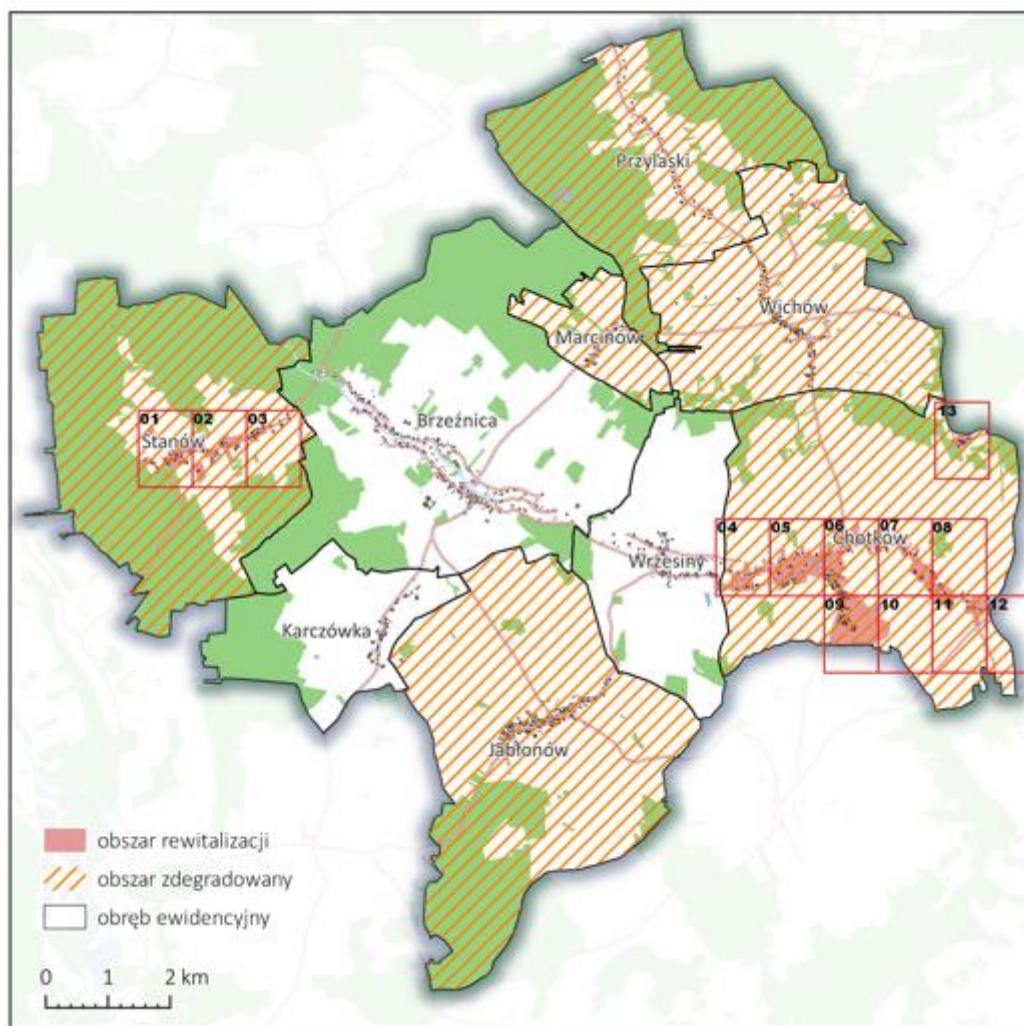 Przylaski
Wichów
Marcinów
Brzeźnica
01 02 03
Stanów
13
04 05 06 07 08
Chotków
Wrzesiny
09 10 11 12
Karczówka
Jabłonów
obszar rewitalizacji
obszar zdegradowany
obręb ewidencyjny
0 1 2 km